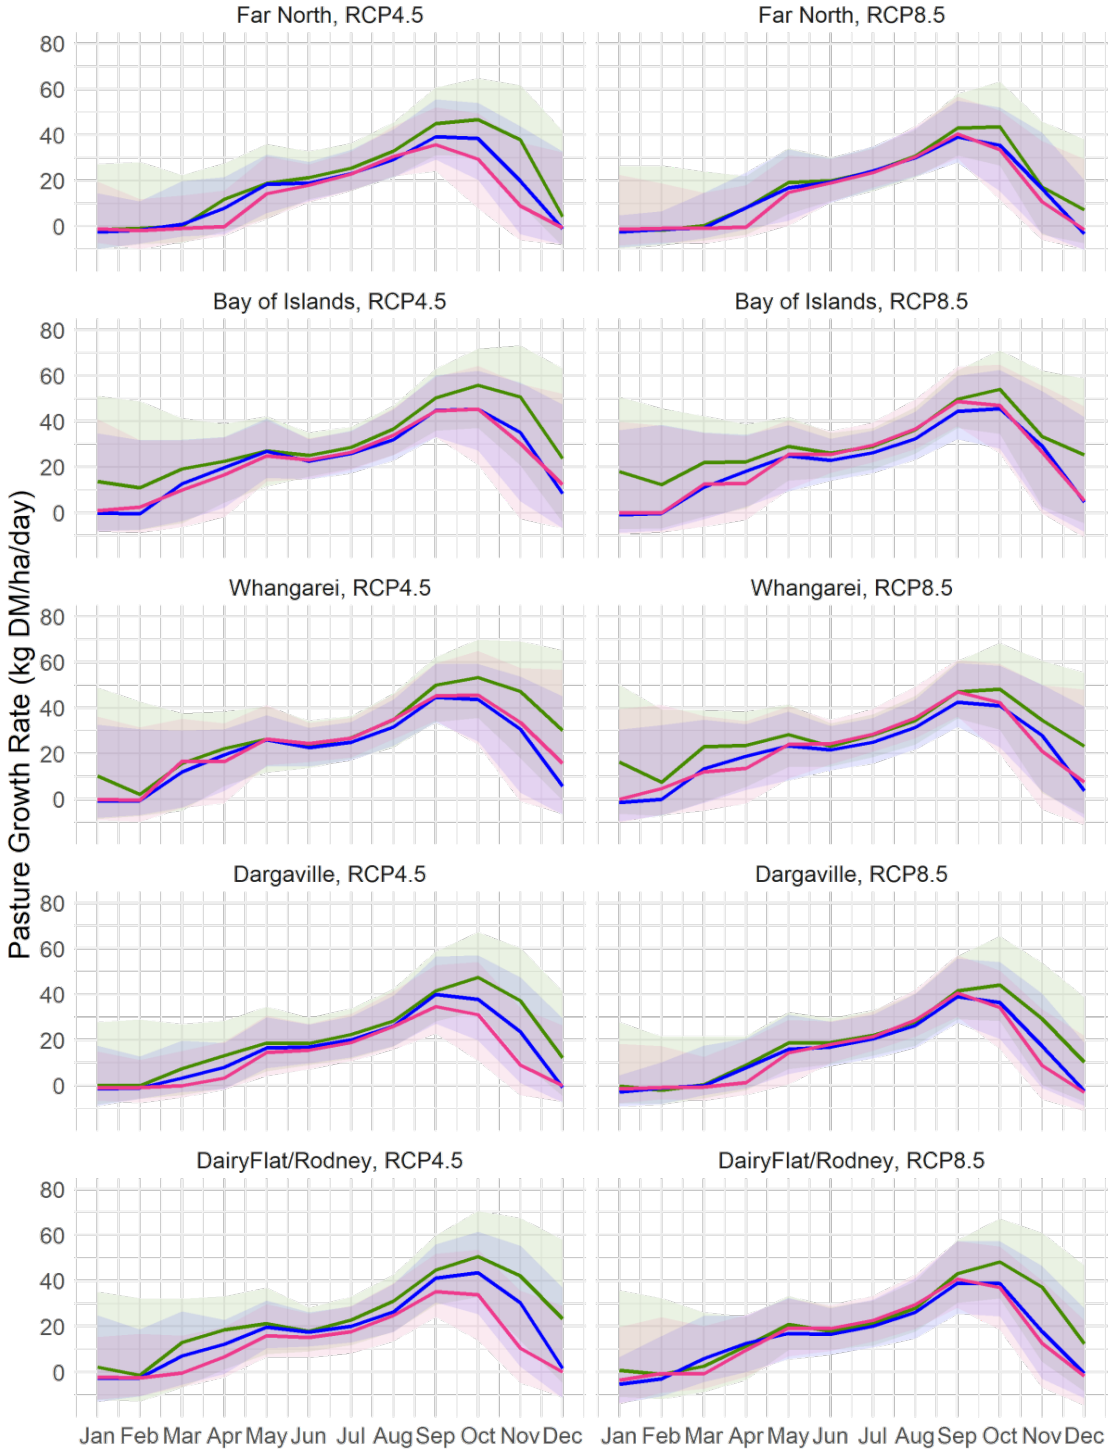 Far North, RCP4.5
Far North, RCP8.5
80
60
40
20
0
Bay of Islands, RCP4.5
Bay of Islands, RCP8.5
80
60
40
20
0
Whangarei, RCP4.5
Whangarei, RCP8.5
80
60
40
20
0
Dargaville, RCP4.5
Dargaville, RCP8.5
80
60
40
20
0
DairyFlat/Rodney, RCP4.5
DairyFlat/Rodney, RCP8.5
80
60
40
20
0
Pasture Growth Rate (kg DM/ha/day)
Jan Feb Mar Apr May Jun Jul Aug Sep Oct Nov Dec
Jan Feb Mar Apr May Jun Jul Aug Sep Oct Nov Dec